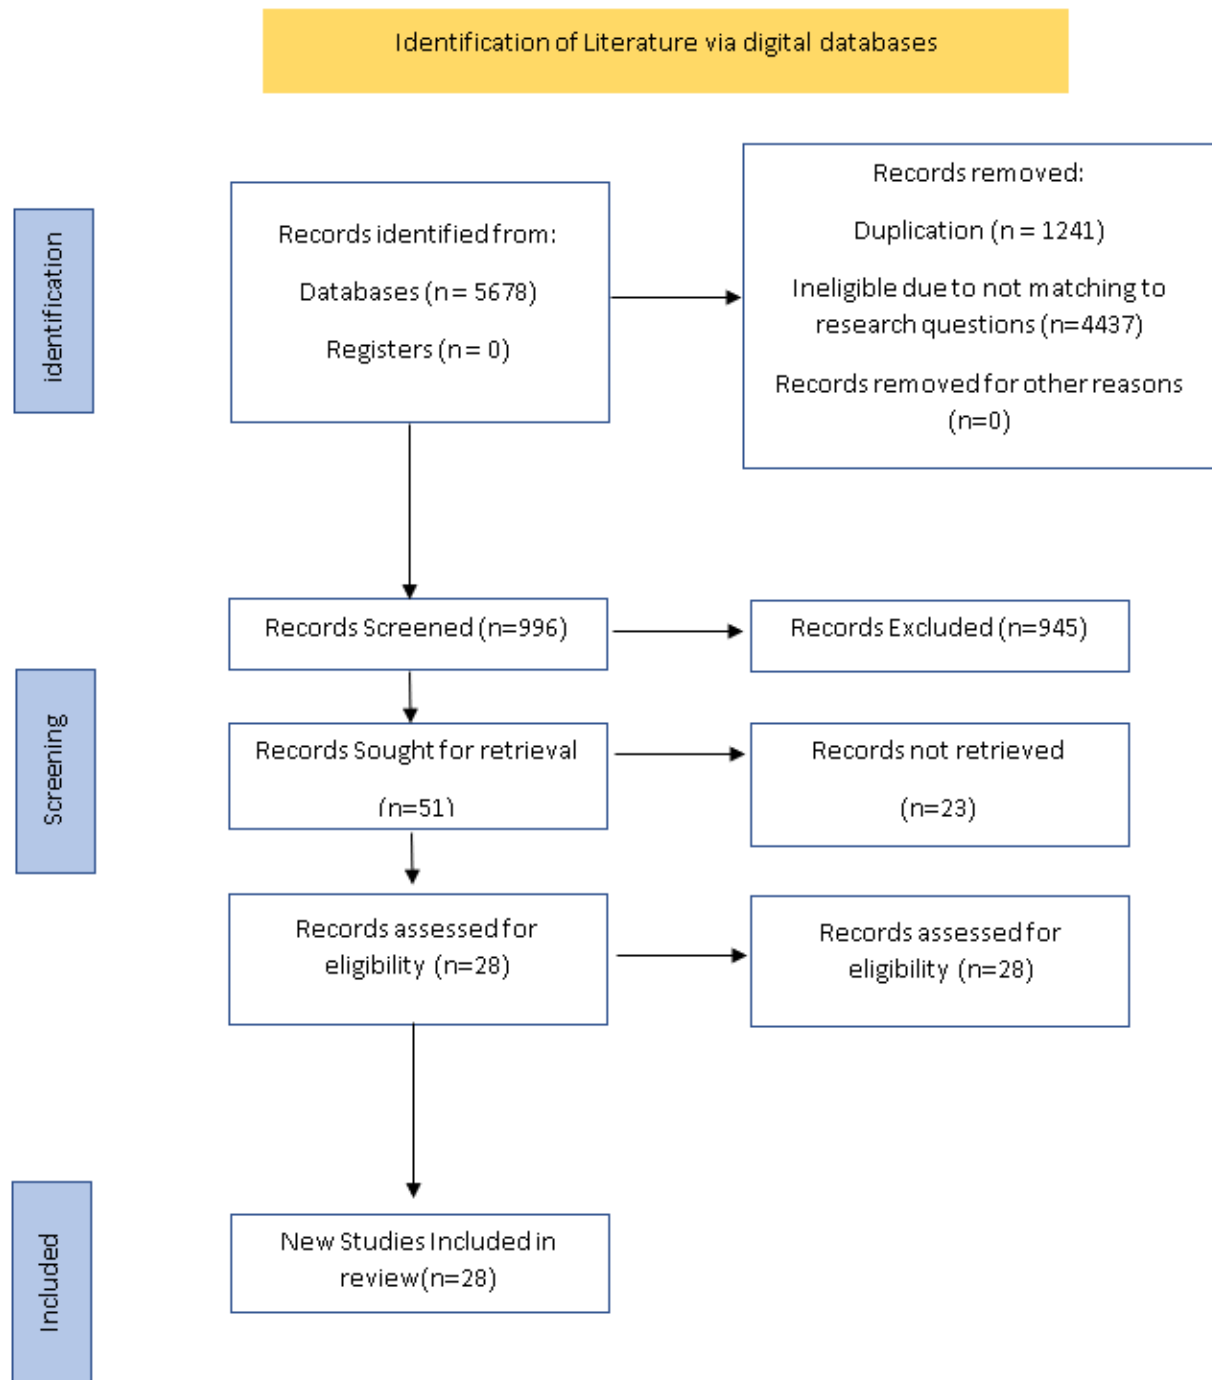 Identification of Literature via digital databases
identification
Records identified from:
Databases (n = 5678)
Registers (n = 0)
Records removed:
Duplication (n = 1241)
Ineligible due to not matching to
research questions (n=4437)
Records removed for other reasons
(n=0)
Screening
Records Screened (n=996)
Records Excluded (n=945)
Records Sought for retrieval
(n=51)
Records not retrieved
(n=23)
Records assessed for
eligibility (n=28)
Records assessed for
eligibility (n=28)
Included
New Studies Included in
review(n=28)